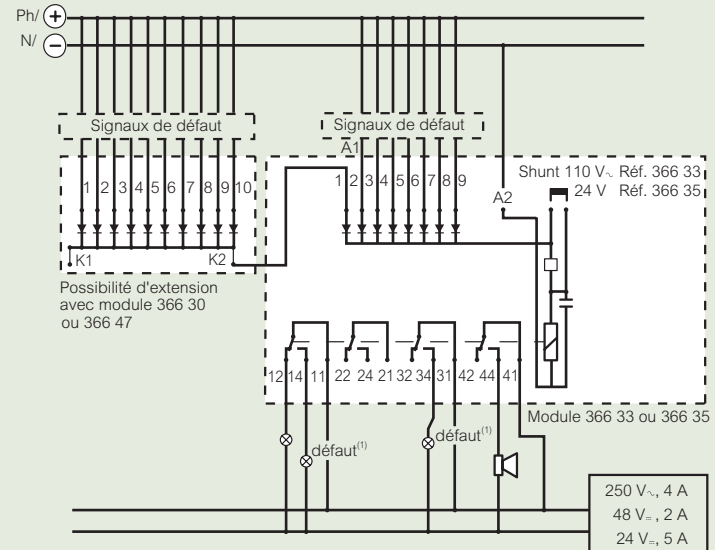 Ph/ +
N/ −
Signaux de défaut
Signaux de défaut
A1
1 2 3 4 5 6 7 8 9 10
1 2 3 4 5 6 7 8 9
Shunt 110 V~ Réf. 366 33
24 V Réf. 366 35
A2
K1
K2
Possibilité d'extension
avec module 366 30
ou 366 47
12 14 11 22 24 21 32 34 31 42 44 41
Module 366 33 ou 366 35
défaut(1)
défaut(1)
250 V~, 4 A
48 V=, 2 A
24 V=, 5 A